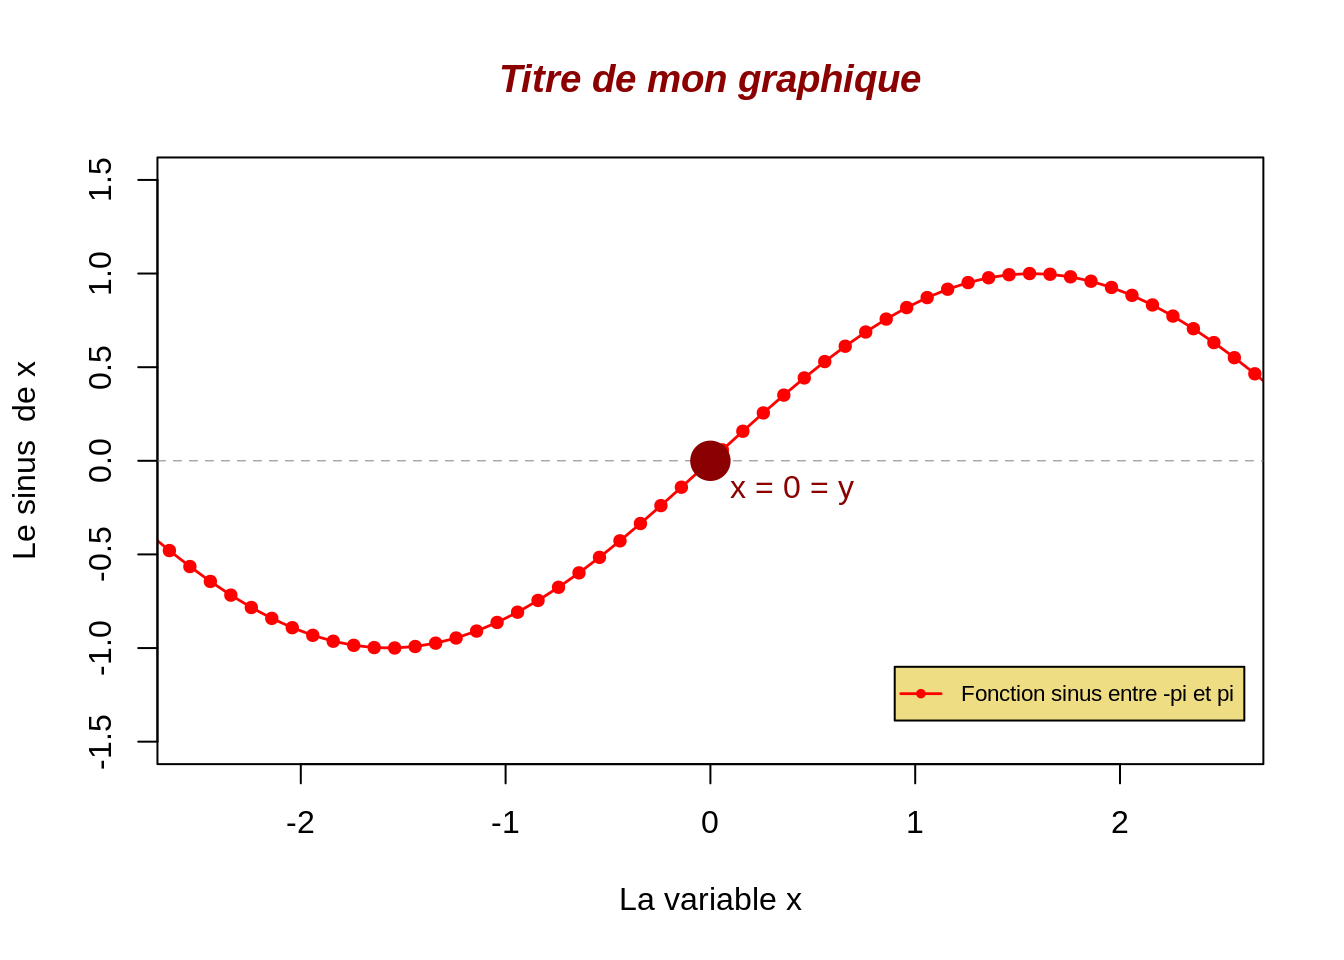 Titre de mon graphique
Le sinus  de x
1.5
1.0
0.5
0.0
-0.5
-1.0
-1.5
x = 0 = y
Fonction sinus entre -pi et pi
-2 -1 0 1 2
La variable x